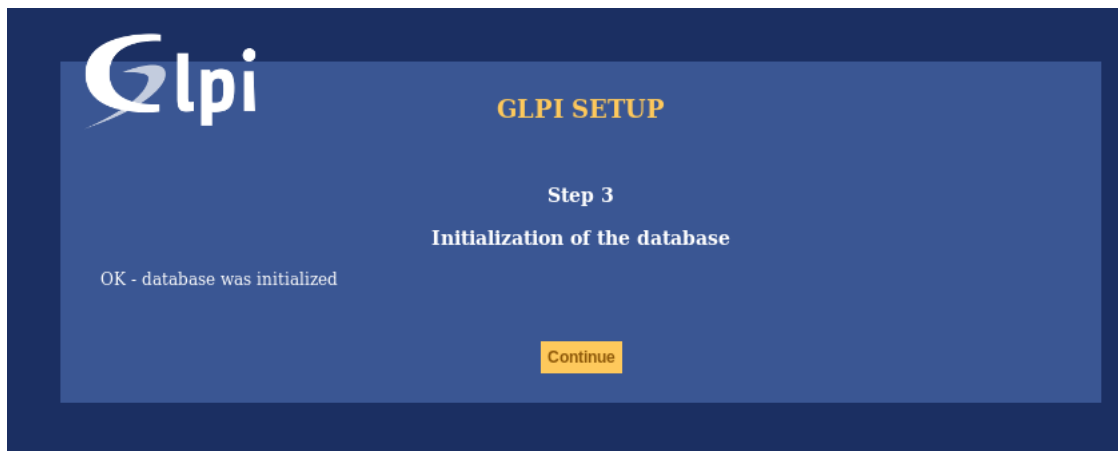 Glpi
GLPI SETUP
Step 3
Initialization of the database
OK - database was initialized
Continue